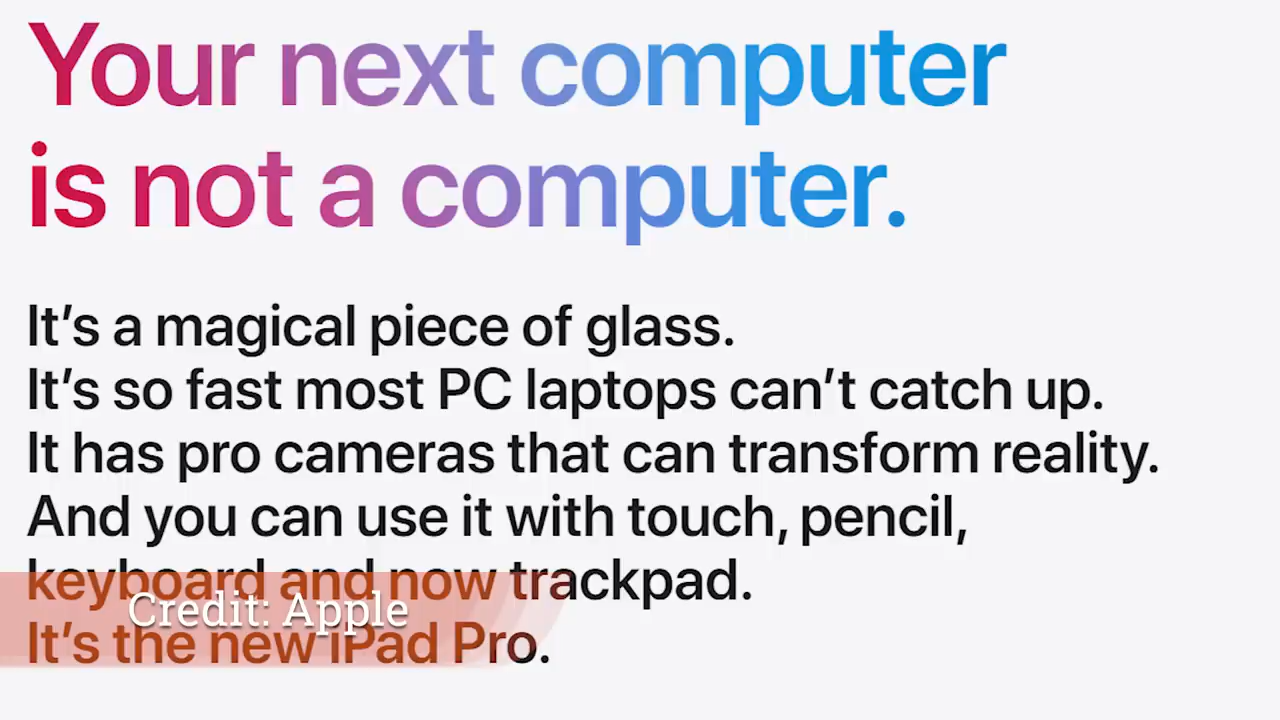 Your next computer
is not a computer.
It’s a magical piece of glass.
It’s so fast most PC laptops can’t catch up.
It has pro cameras that can transform reality.
And you can use it with touch, pencil,
keyboard and now trackpad.
Credit: Apple
It’s the new iPad Pro.